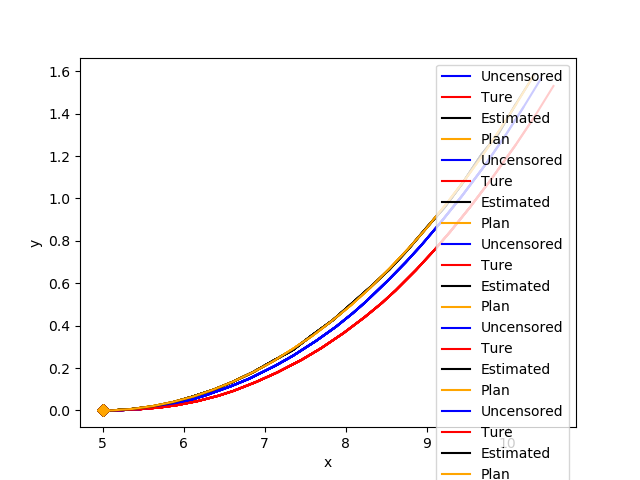 1.6
1.4
1.2
1.0
0.8
0.6
0.4
0.2
0.0
y
5
6
7
8
9
10
x
Uncensored
Ture
Estimated
Plan
Uncensored
Ture
Estimated
Plan
Uncensored
Ture
Estimated
Plan
Uncensored
Ture
Estimated
Plan
Uncensored
Ture
Estimated
Plan